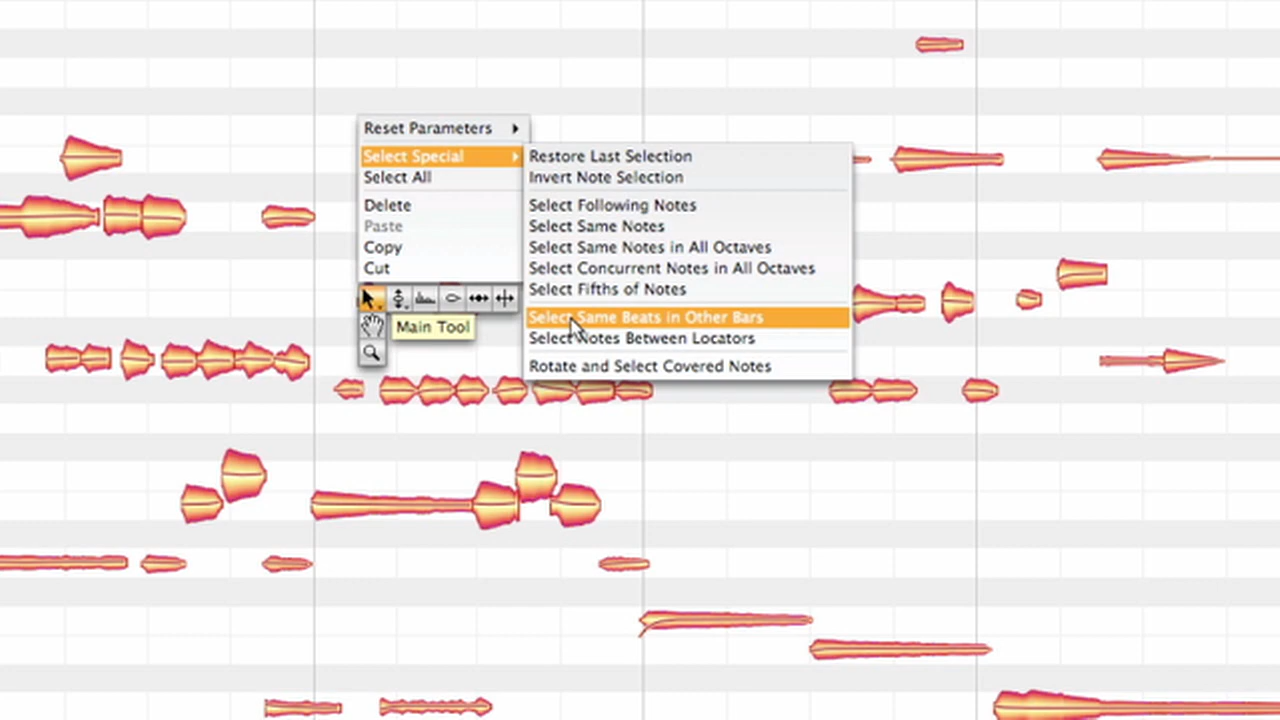 Reset Parameters
Select Special
Select All
Delete
Paste
Copy
Cut
Main Tool
Restore Last Selection
Invert Note Selection
Select Following Notes
Select Same Notes
Select Same Notes in All Octaves
Select Concurrent Notes in All Octaves
Select Fifths of Notes
Select Same Beats in Other Bars
Select Notes Between Locators
Rotate and Select Covered Notes